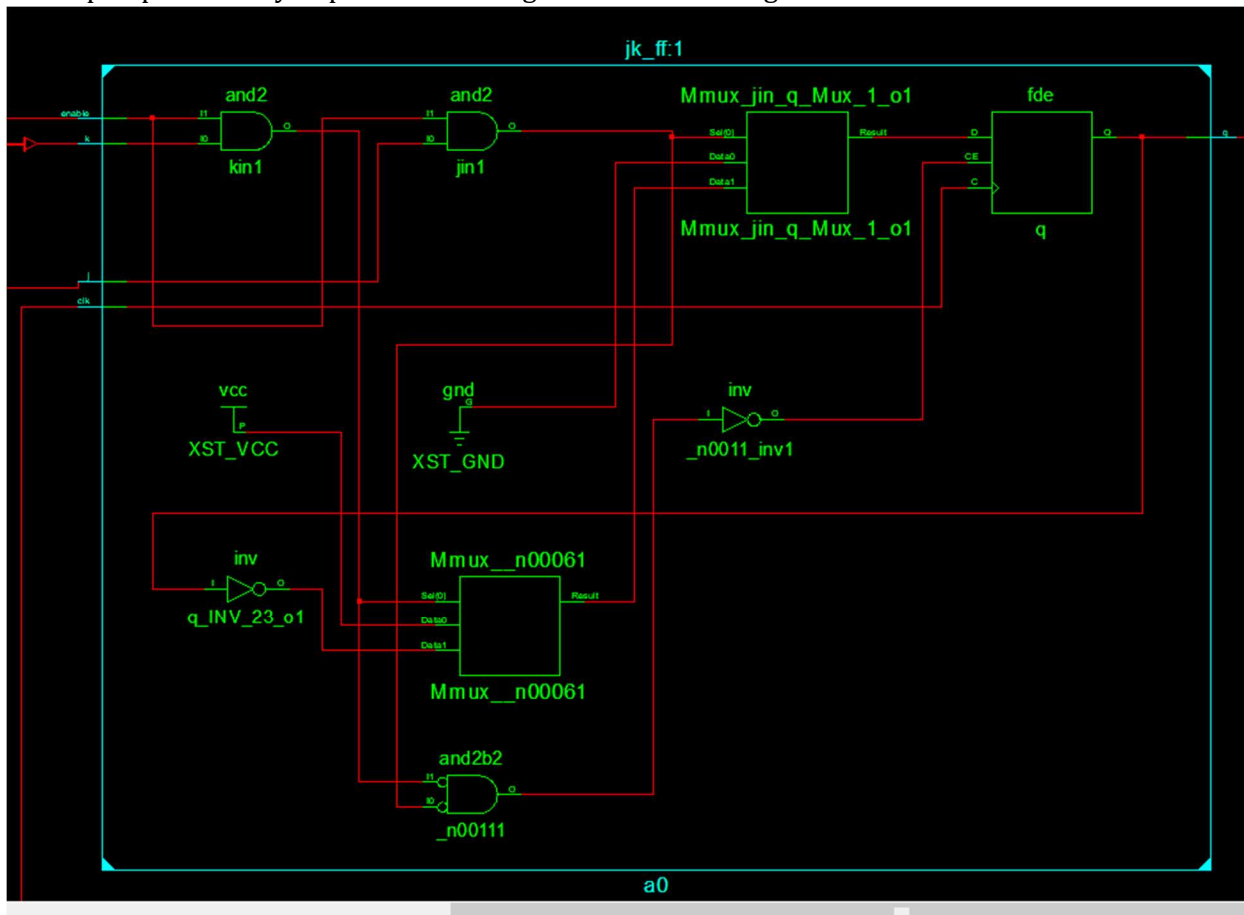 jk_ff:1
and2
and2
Mmux_jin_q_Mux_1_o1
fde
enable
I1
O
I1
O
Sel[0]
Result
D
Q
q
k
I0
I0
Data0
CE
kin1
jin1
Data1
C
Mmux_jin_q_Mux_1_o1
q
j
clk
vcc
gnd
inv
P
G
I
O
XST_VCC
XST_GND
_n0011_inv1
inv
Mmux__n00061
I
O
Sel[0]
Result
q_INV_23_o1
Data0
Data1
Mmux__n00061
and2b2
I1
O
I0
_n00111
a0